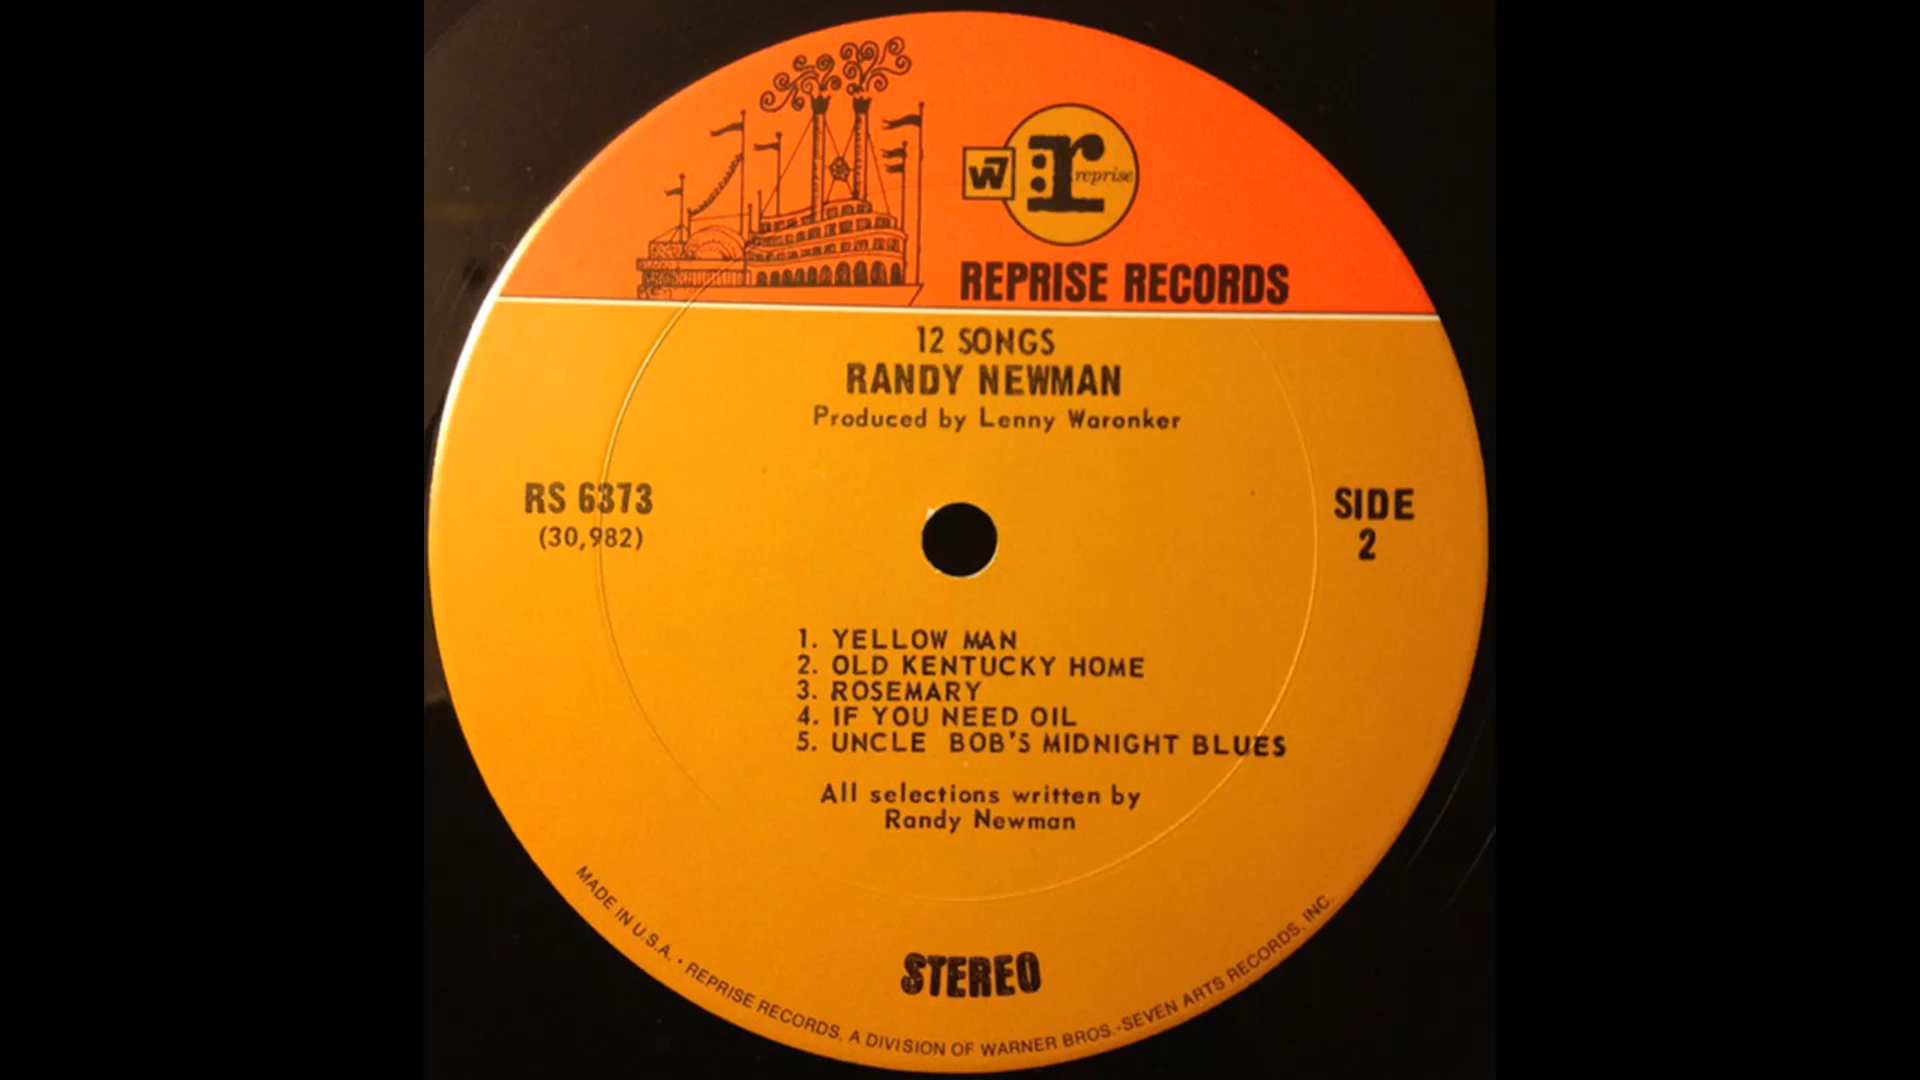 W7
r
reprise
REPRISE RECORDS
12 SONGS
RANDY NEWMAN
Produced by Lenny Waronker
RS 6373
(30,982)
SIDE
2
1. YELLOW MAN
2. OLD KENTUCKY HOME
3. ROSEMARY
4. IF YOU NEED OIL
5. UNCLE BOB'S MIDNIGHT BLUES
All selections written by
Randy Newman
STEREO
MADE IN U.S.A. • REPRISE RECORDS, A DIVISION OF WARNER BROS.-SEVEN ARTS RECORDS, INC.